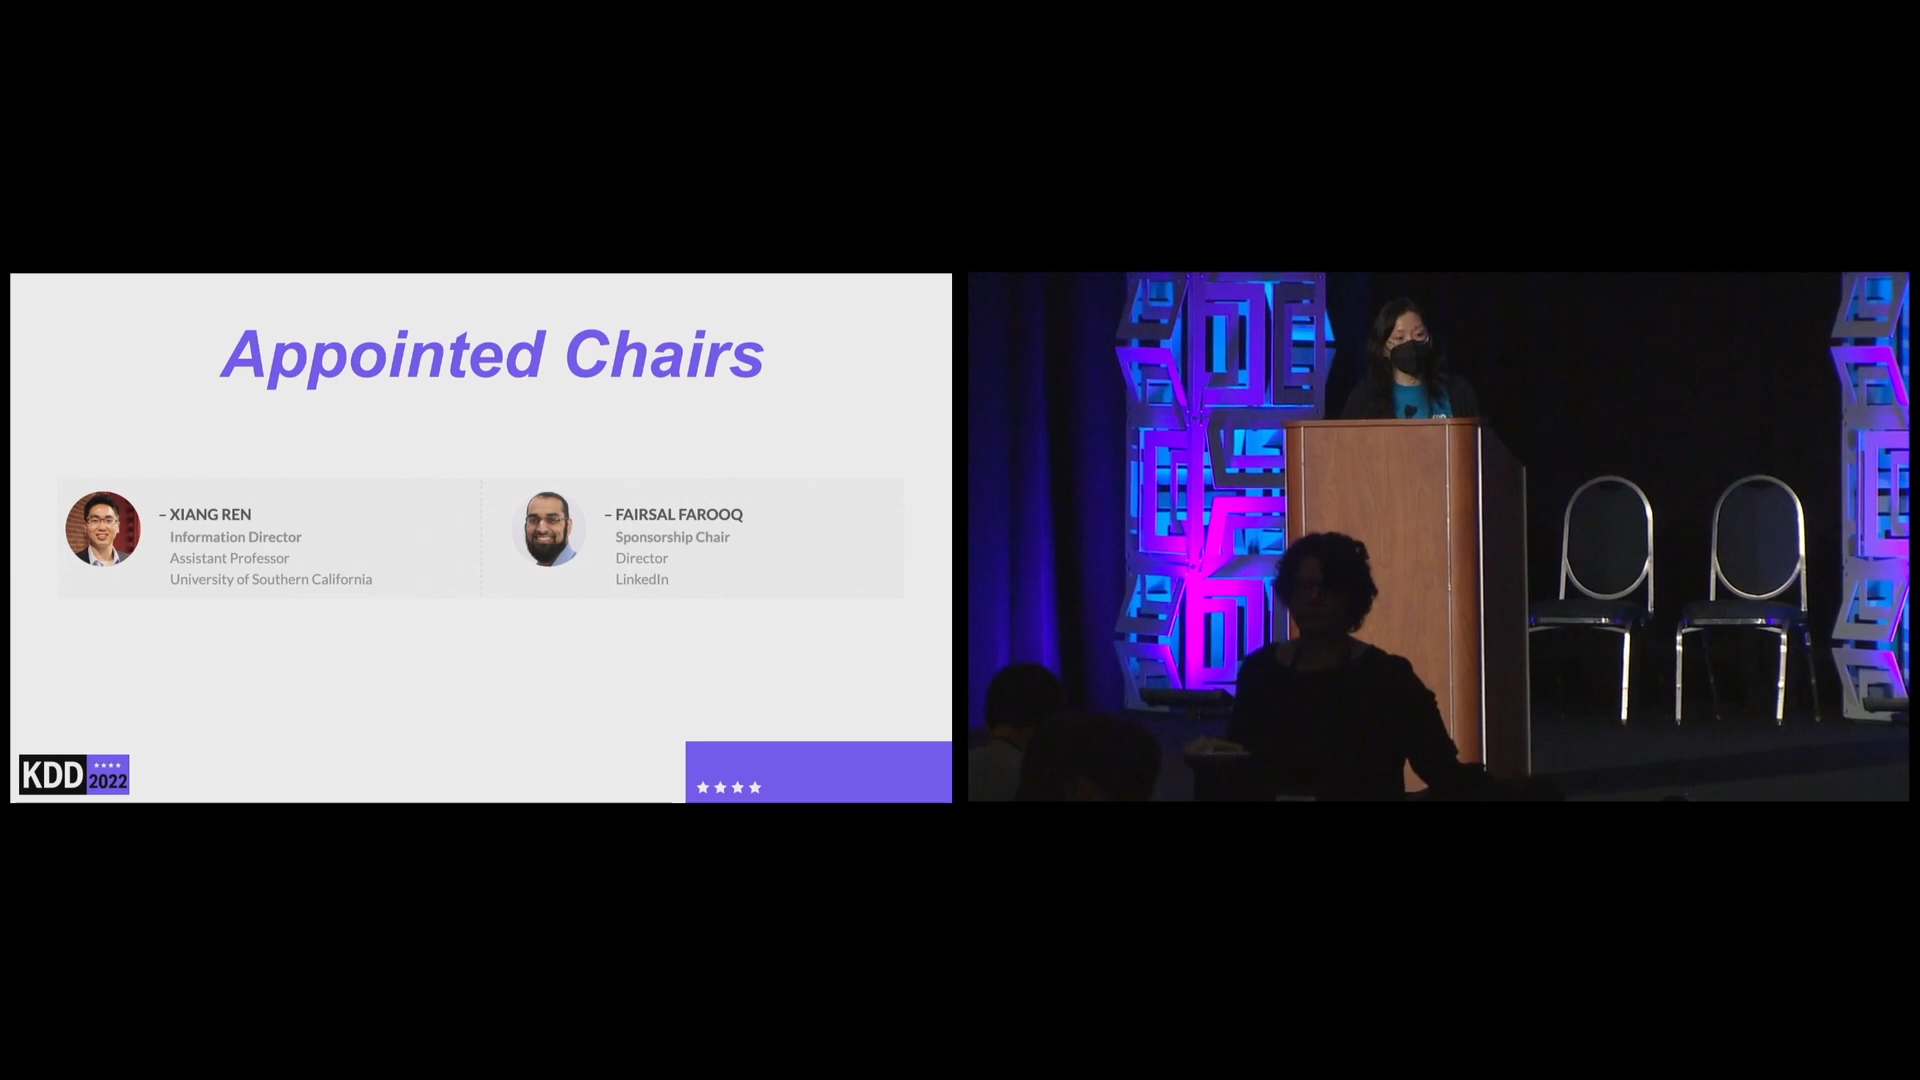 Appointed Chairs
– XIANG REN
Information Director
Assistant Professor
University of Southern California
– FAIRSAL FAROOQ
Sponsorship Chair
Director
LinkedIn
KDD 2022